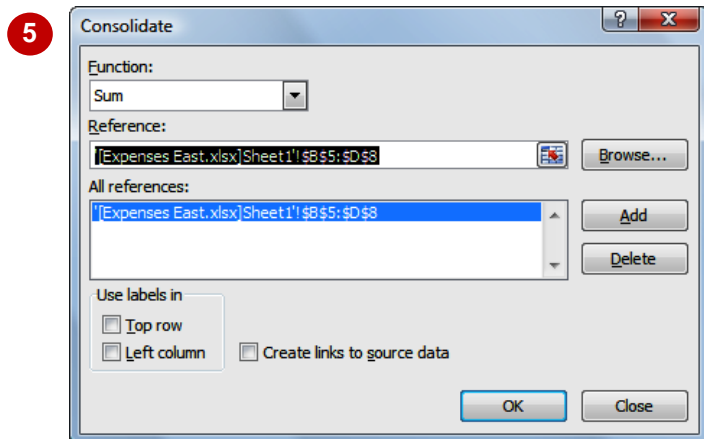 5
Consolidate
?
Function:
Sum
Reference:
'[Expenses East.xlsx]Sheet1'!$B$5:$D$8
Browse...
All references:
'[Expenses East.xlsx]Sheet1'!$B$5:$D$8
Add
Delete
Use labels in
Top row
Left column
Create links to source data
OK
Close